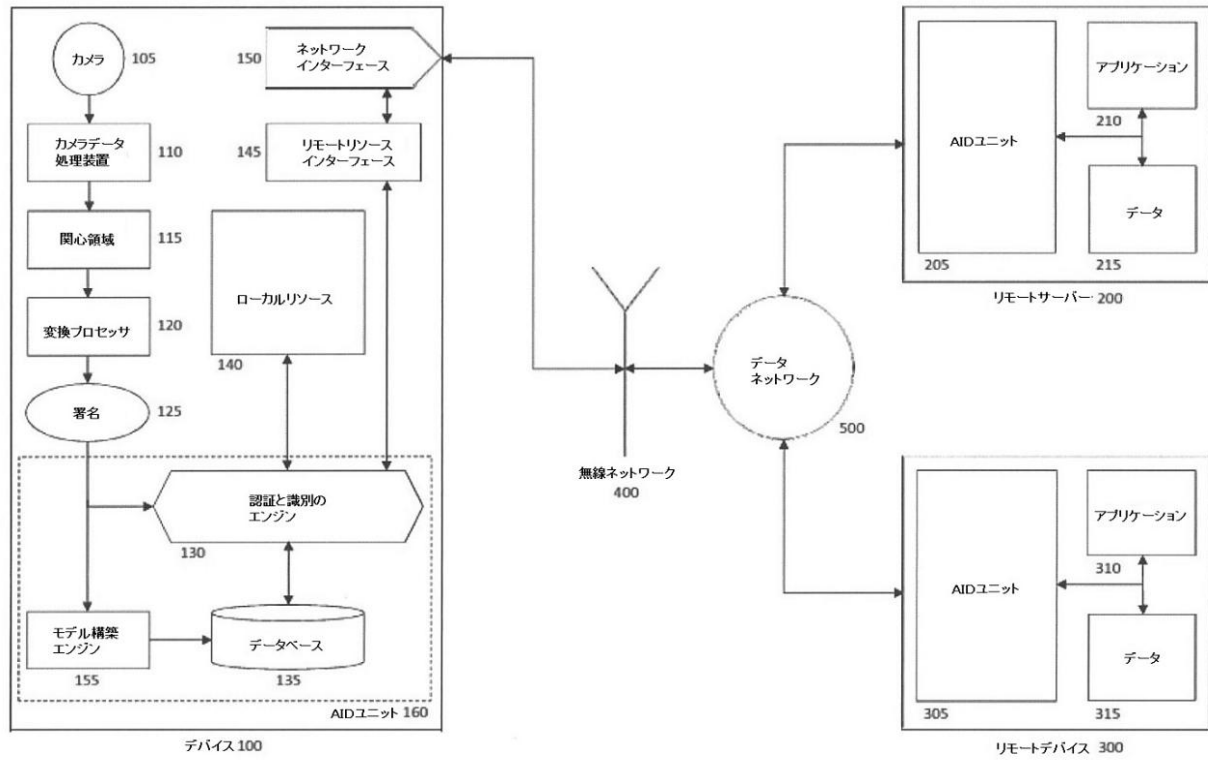 カメラ
105
カメラデータ
処理装置
110
関心領域
115
変換プロセッサ
120
署名
125
150
ネットワーク
インターフェース
145
リモートリソース
インターフェース
ローカルリソース
140
認証と識別の
エンジン
130
モデル構築
エンジン
155
データベース
135
AIDユニット 160
デバイス 100
無線ネットワーク
400
データ
ネットワーク
500
AIDユニット
205
アプリケーション
210
データ
215
リモートサーバー 200
AIDユニット
305
アプリケーション
310
データ
315
リモートデバイス 300